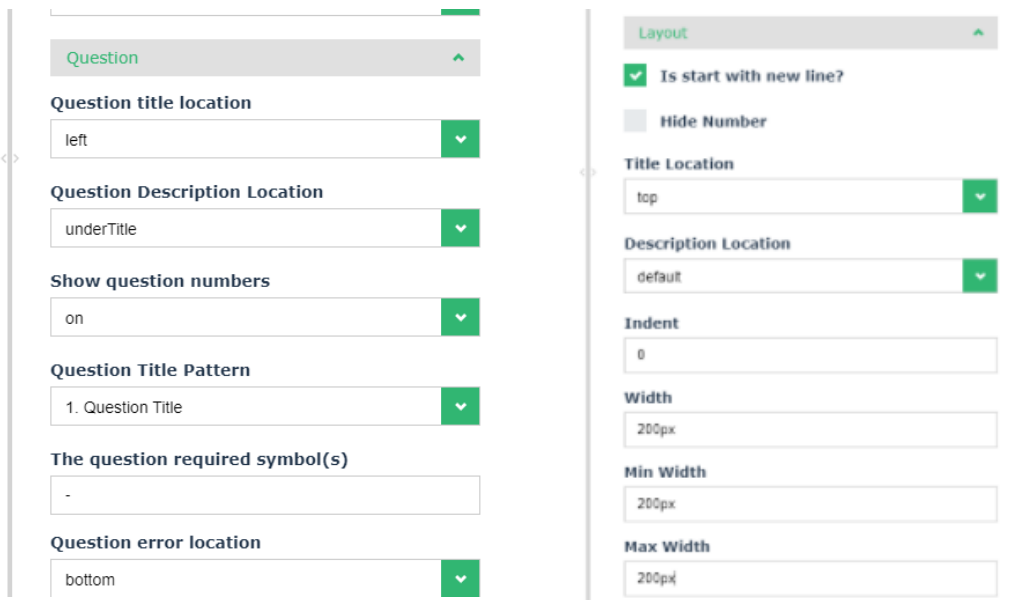 Question
Question title location
left
Question Description Location
underTitle
Show question numbers
on
Question Title Pattern
1. Question Title
The question required symbol(s)
-
Question error location
bottom
Layout
Is start with new line?
Hide Number
Title Location
top
Description Location
default
Indent
0
Width
200px
Min Width
200px
Max Width
200px